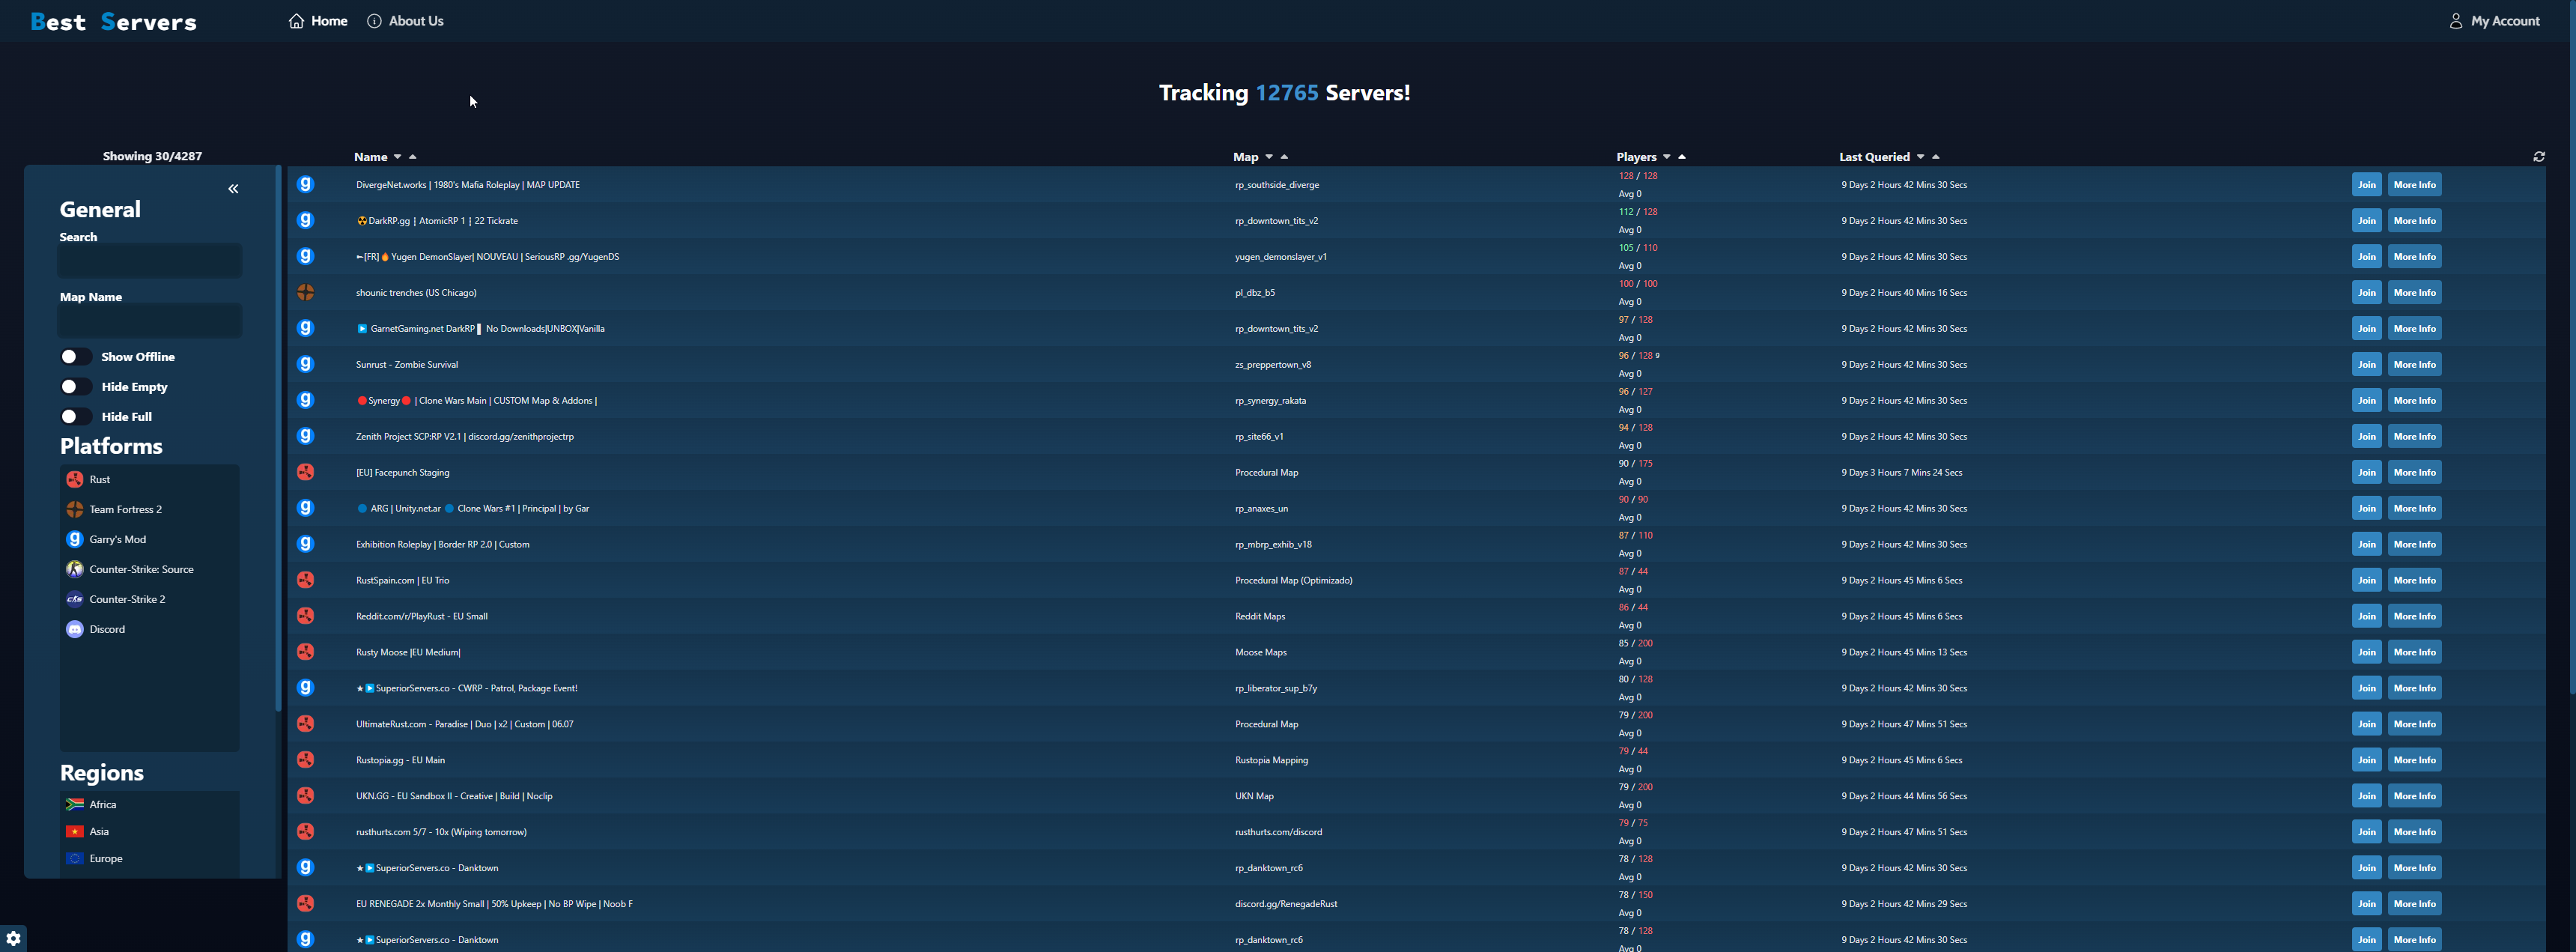 Best Servers
Home
About Us
My Account
Tracking 12765 Servers!
Showing 30/4287
Name Map Players Last Queried
General
Search
Map Name
Show Offline
Hide Empty
Hide Full
Platforms
Rust
Team Fortress 2
Garry's Mod
Counter-Strike: Source
Counter-Strike 2
Discord
Regions
Africa
Asia
Europe
DivergeNet.works | 1980's Mafia Roleplay | MAP UPDATE rp_southside_diverge 128 / 128 Avg 0 9 Days 2 Hours 42 Mins 30 Secs Join More Info
☢DarkRP.gg ¦ AtomicRP 1 ¦ 22 Tickrate rp_downtown_tits_v2 112 / 128 Avg 0 9 Days 2 Hours 42 Mins 30 Secs Join More Info
➳[FR]🔥 Yugen DemonSlayer| NOUVEAU | SeriousRP .gg/YugenDS yugen_demonslayer_v1 105 / 110 Avg 0 9 Days 2 Hours 42 Mins 30 Secs Join More Info
shounic trenches (US Chicago) pl_dbz_b5 100 / 100 Avg 0 9 Days 2 Hours 40 Mins 16 Secs Join More Info
▶ GarnetGaming.net DarkRP ▌ No Downloads|UNBOX|Vanilla rp_downtown_tits_v2 97 / 128 Avg 0 9 Days 2 Hours 42 Mins 30 Secs Join More Info
Sunrust - Zombie Survival zs_preppertown_v8 96 / 128 9 Avg 0 9 Days 2 Hours 42 Mins 30 Secs Join More Info
🔴Synergy🔴 | Clone Wars Main | CUSTOM Map & Addons | rp_synergy_rakata 96 / 127 Avg 0 9 Days 2 Hours 42 Mins 30 Secs Join More Info
Zenith Project SCP:RP V2.1 | discord.gg/zenithprojectrp rp_site66_v1 94 / 128 Avg 0 9 Days 2 Hours 42 Mins 30 Secs Join More Info
[EU] Facepunch Staging Procedural Map 90 / 175 Avg 0 9 Days 3 Hours 7 Mins 24 Secs Join More Info
🔵 ARG | Unity.net.ar 🔵 Clone Wars #1 | Principal | by Gar rp_anaxes_un 90 / 90 Avg 0 9 Days 2 Hours 42 Mins 30 Secs Join More Info
Exhibition Roleplay | Border RP 2.0 | Custom rp_mbrp_exhib_v18 87 / 110 Avg 0 9 Days 2 Hours 42 Mins 30 Secs Join More Info
RustSpain.com | EU Trio Procedural Map (Optimizado) 87 / 44 Avg 0 9 Days 2 Hours 45 Mins 6 Secs Join More Info
Reddit.com/r/PlayRust - EU Small Reddit Maps 86 / 44 Avg 0 9 Days 2 Hours 45 Mins 6 Secs Join More Info
Rusty Moose |EU Medium| Moose Maps 85 / 200 Avg 0 9 Days 2 Hours 45 Mins 13 Secs Join More Info
★▶SuperiorServers.co - CWRP - Patrol, Package Event! rp_liberator_sup_b7y 80 / 128 Avg 0 9 Days 2 Hours 42 Mins 30 Secs Join More Info
UltimateRust.com - Paradise | Duo | x2 | Custom | 06.07 Procedural Map 79 / 200 Avg 0 9 Days 2 Hours 47 Mins 51 Secs Join More Info
Rustopia.gg - EU Main Rustopia Mapping 79 / 44 Avg 0 9 Days 2 Hours 45 Mins 6 Secs Join More Info
UKN.GG - EU Sandbox II - Creative | Build | Noclip UKN Map 79 / 200 Avg 0 9 Days 2 Hours 44 Mins 56 Secs Join More Info
rusthurts.com 5/7 - 10x (Wiping tomorrow) rusthurts.com/discord 79 / 75 Avg 0 9 Days 2 Hours 47 Mins 51 Secs Join More Info
★▶SuperiorServers.co - Danktown rp_danktown_rc6 78 / 128 Avg 0 9 Days 2 Hours 42 Mins 30 Secs Join More Info
EU RENEGADE 2x Monthly Small | 50% Upkeep | No BP Wipe | Noob F discord.gg/RenegadeRust 78 / 150 Avg 0 9 Days 2 Hours 42 Mins 29 Secs Join More Info
★▶SuperiorServers.co - Danktown rp_danktown_rc6 78 / 128 Avg 0 9 Days 2 Hours 42 Mins 30 Secs Join More Info